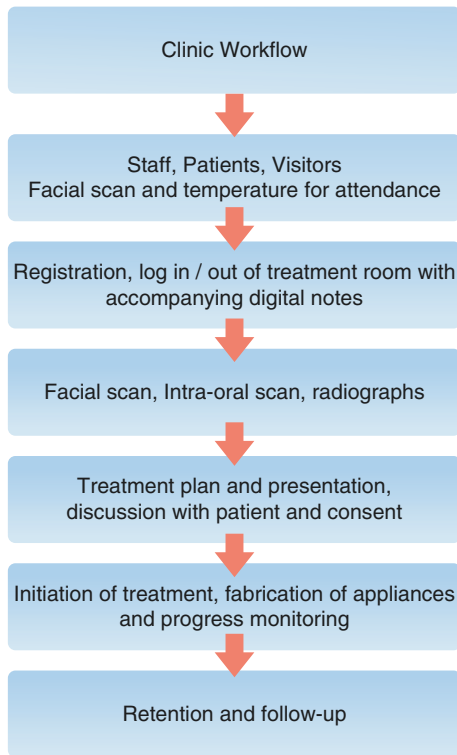 Clinic Workflow
Staff, Patients, Visitors
Facial scan and temperature for attendance
Registration, log in / out of treatment room with
accompanying digital notes
Facial scan, Intra-oral scan, radiographs
Treatment plan and presentation,
discussion with patient and consent
Initiation of treatment, fabrication of appliances
and progress monitoring
Retention and follow-up